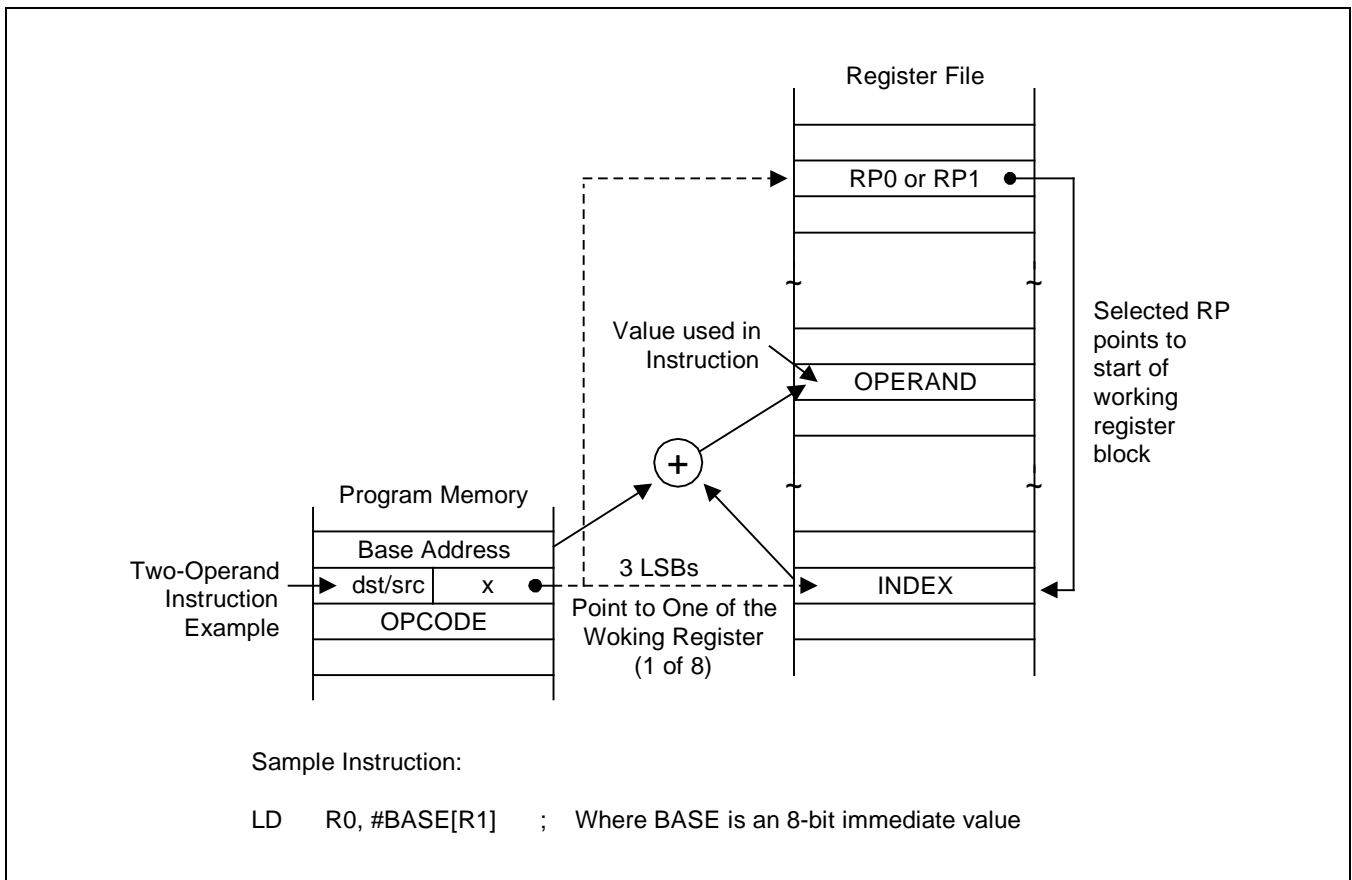 Register File
RP0 or RP1
Selected RP
points to
start of
working
register
block
Value used in
Instruction
OPERAND
+
~
~
~
~
Program Memory
Base Address
Two-Operand
Instruction
Example
dst/src
x
OPCODE
3 LSBs
Point to One of the
Woking Register
(1 of 8)
INDEX
Sample Instruction:
LD R0, #BASE[R1] ; Where BASE is an 8-bit immediate value